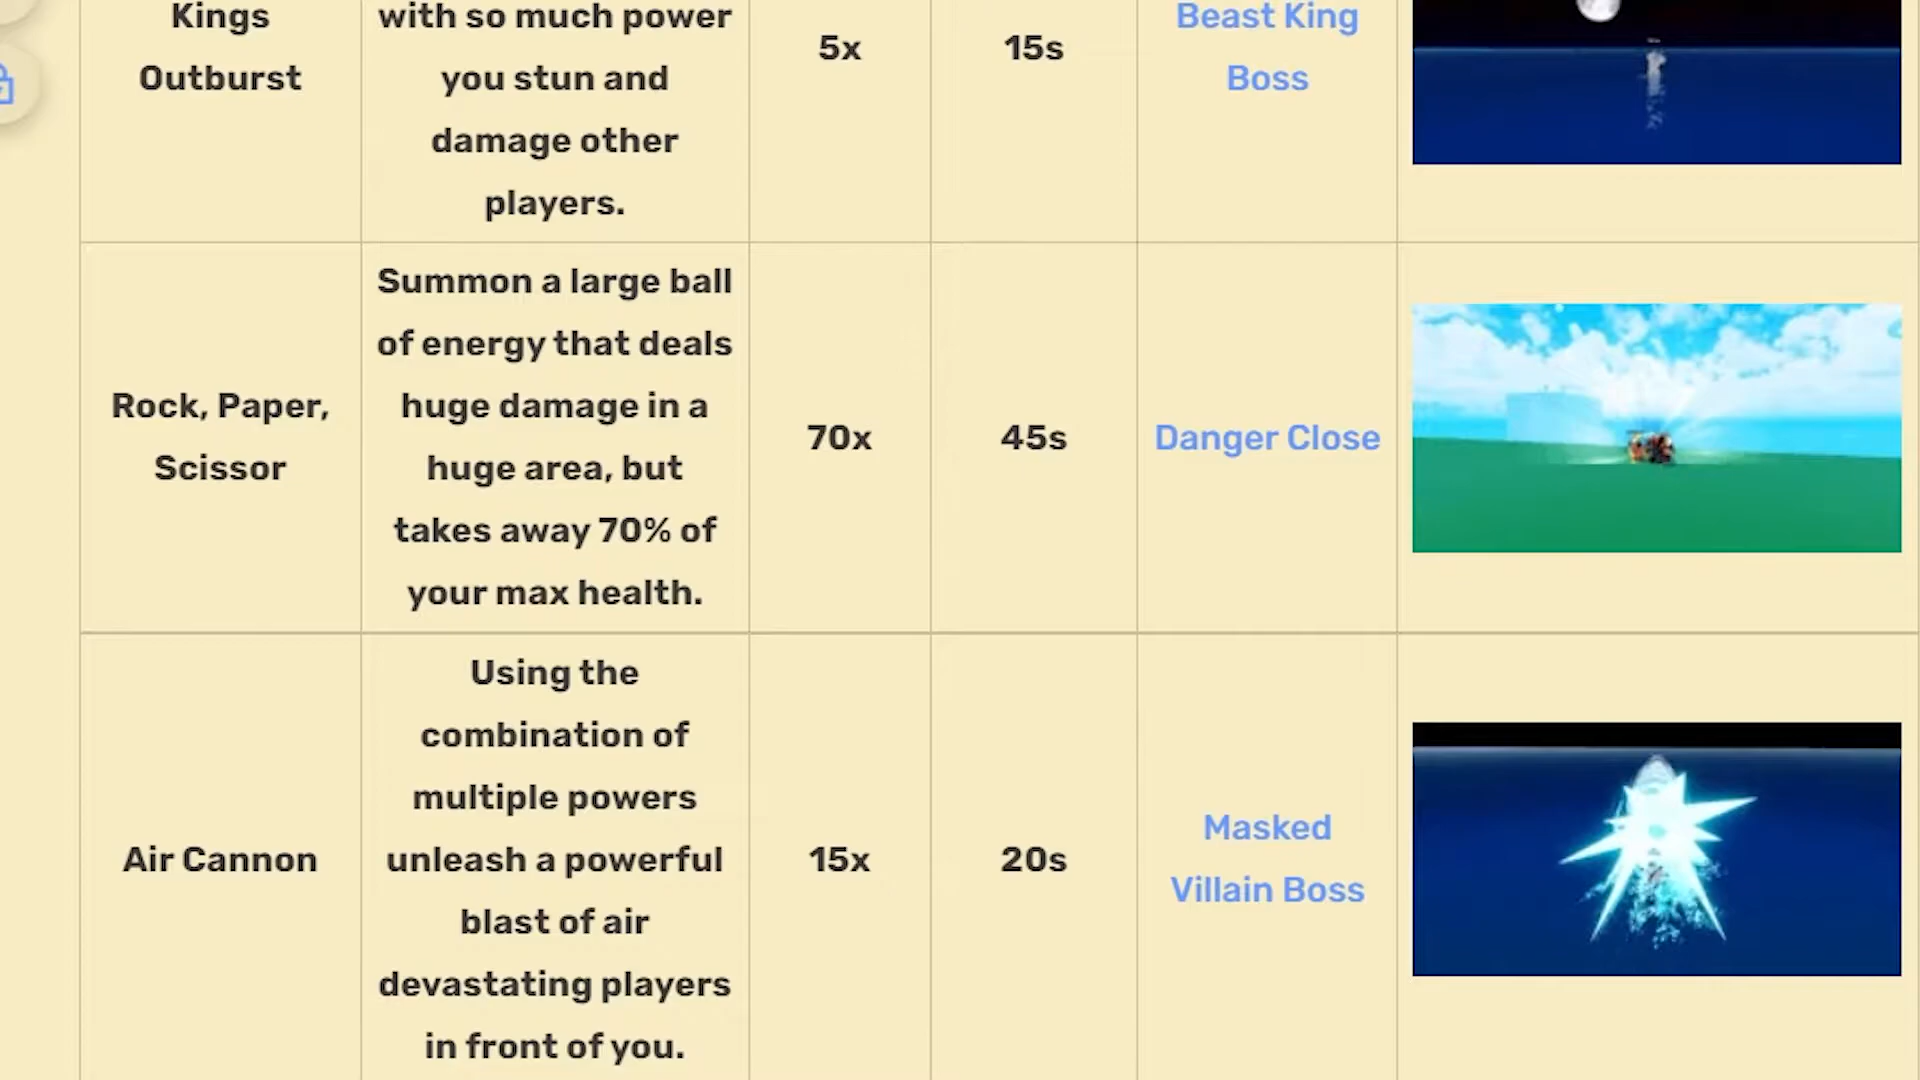 Kings
Outburst
with so much power
you stun and
damage other
players.
5x
15s
Beast King
Boss
Rock, Paper,
Scissor
Summon a large ball
of energy that deals
huge damage in a
huge area, but
takes away 70% of
your max health.
70x
45s
Danger Close
Air Cannon
Using the
combination of
multiple powers
unleash a powerful
blast of air
devastating players
in front of you.
15x
20s
Masked
Villain Boss